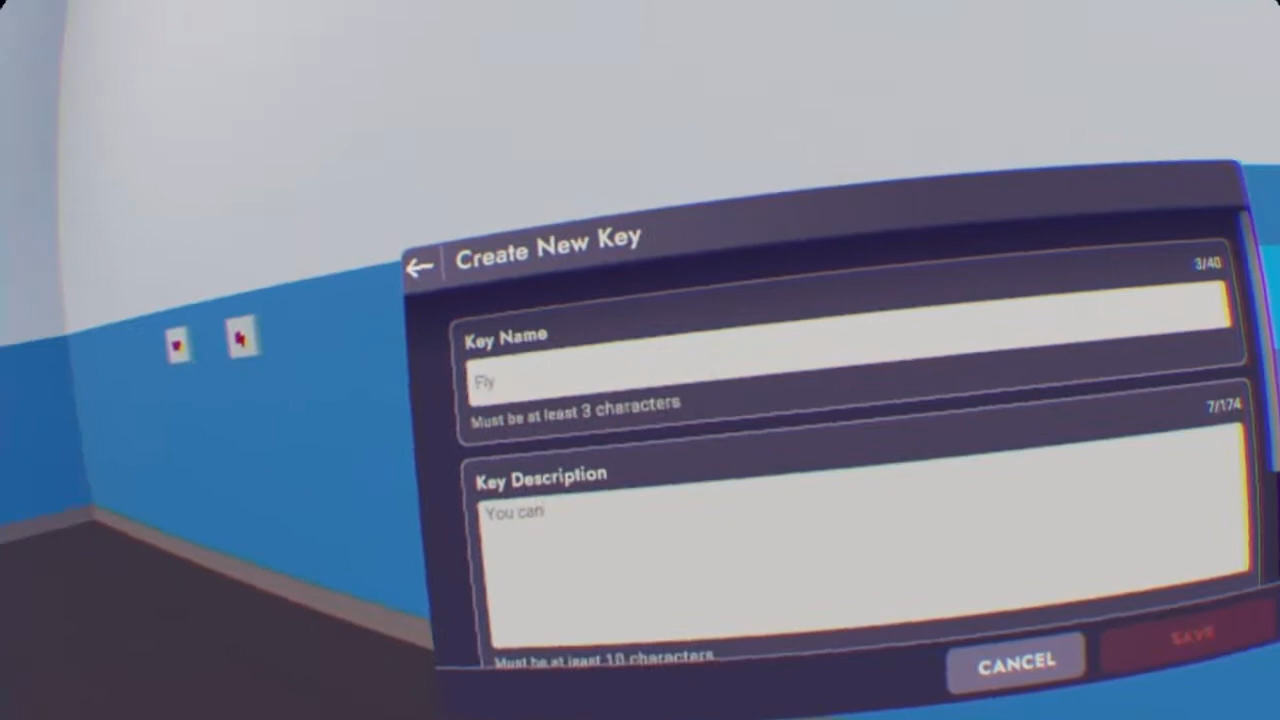 ← Create New Key
3/40
Key Name
Fly
Must be at least 3 characters
7/174
Key Description
You can
Must be at least 10 characters
CANCEL
SAVE